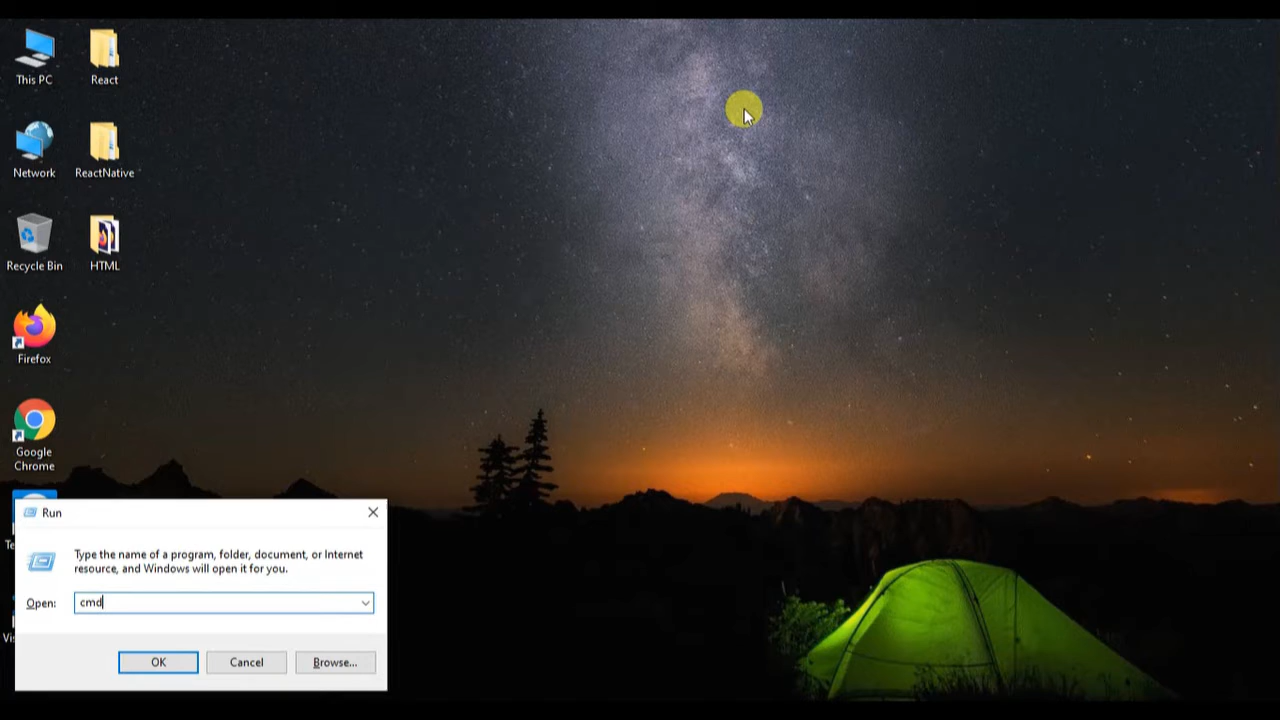 This PC
React
Network
ReactNative
Recycle Bin
HTML
Firefox
Google
Chrome
Run
Type the name of a program, folder, document, or Internet
resource, and Windows will open it for you.
Open:
cmd
OK
Cancel
Browse...